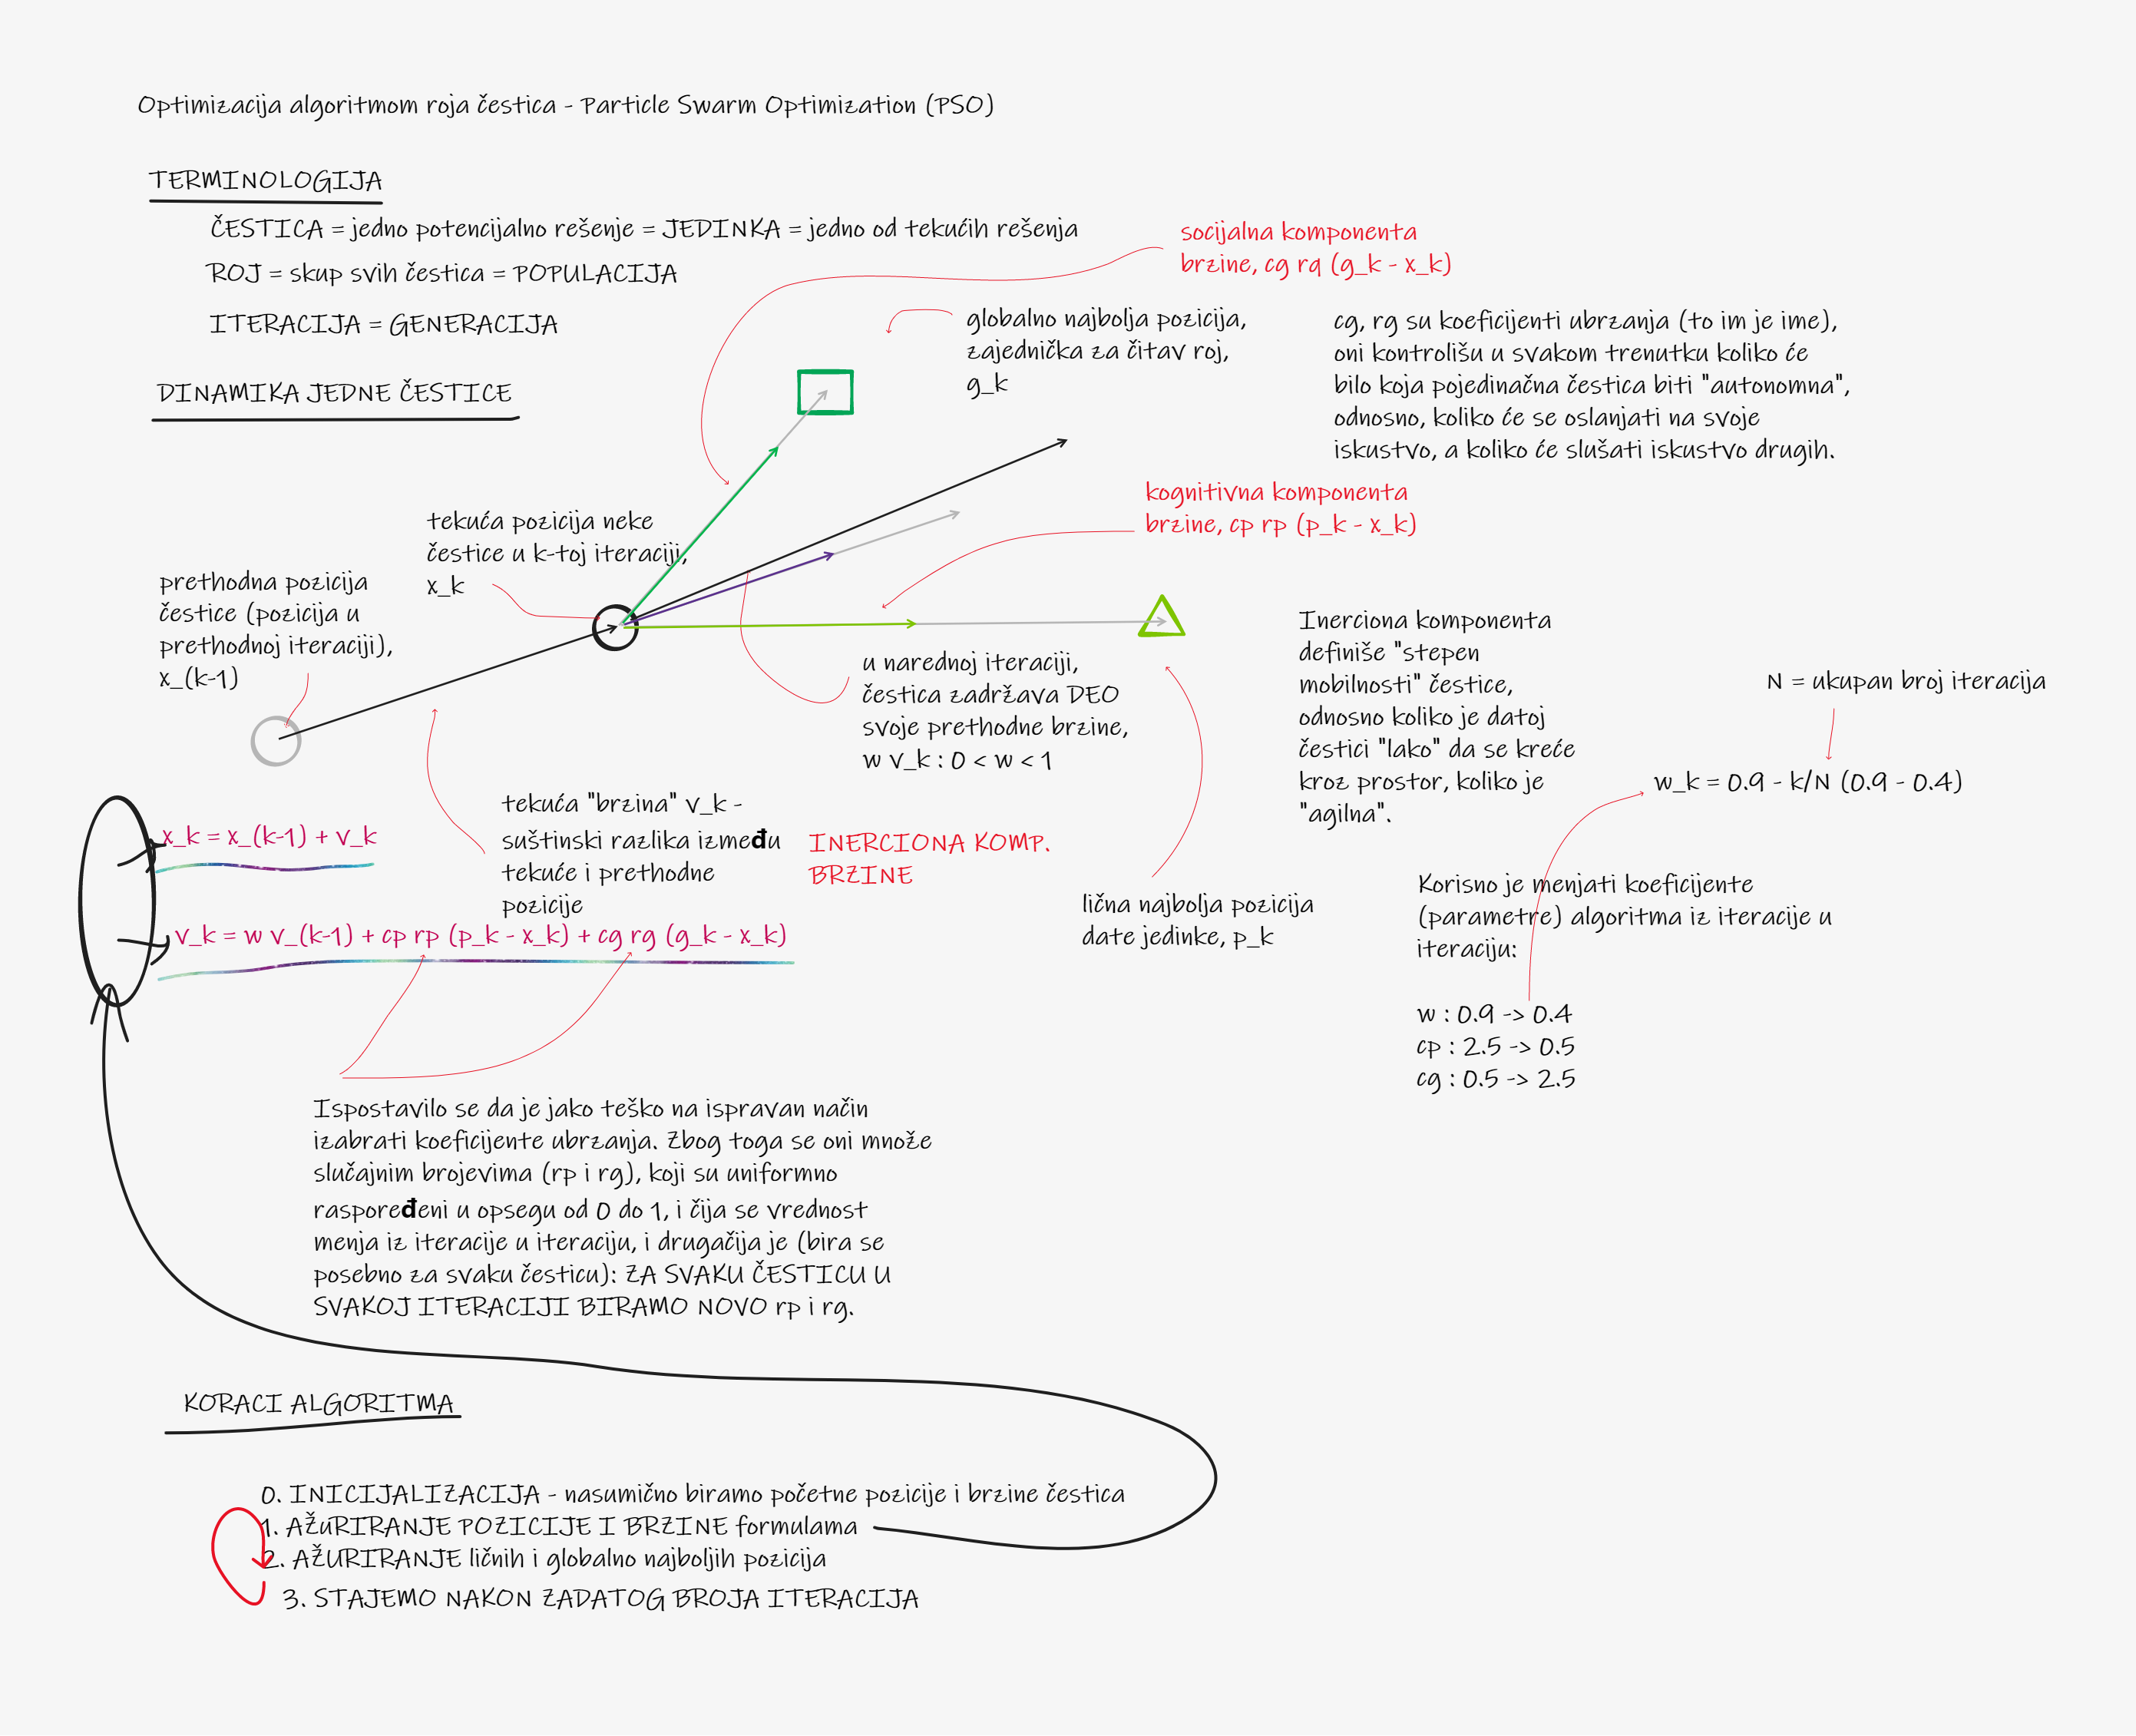 Optimizacija algoritmom roja čestica - Particle Swarm Optimization (PSO)
TERMINOLOGIJA
ČESTICA = jedno potencijalno rešenje = JEDINKA = jedno od tekućih rešenja
ROJ = skup svih čestica = POPULACIJA
ITERACIJA = GENERACIJA
socijalna komponenta
brzine, cg rq (g_k - x_k)
globalno najbolja pozicija,
zajednička za čitav roj,
g_k
cg, rg su koeficijenti ubrzanja (to im je ime),
oni kontrolišu u svakom trenutku koliko će
bilo koja pojedinačna čestica biti "autonomna",
odnosno, koliko će se oslanjati na svoje
iskustvo, a koliko će slušati iskustvo drugih.
DINAMIKA JEDNE ČESTICE
kognitivna komponenta
brzine, cp rp (p_k - x_k)
tekuća pozicija neke
čestice u k-toj iteraciji,
x_k
prethodna pozicija
čestice (pozicija u
prethodnoj iteraciji),
x_(k-1)
u narednoj iteraciji,
čestica zadržava DEO
svoje prethodne brzine,
w v_k : 0 < w < 1
Inerciona komponenta
definiše "stepen
mobilnosti" čestice,
odnosno koliko je datoj
čestici "lako" da se kreće
kroz prostor, koliko je
"agilna".
N = ukupan broj iteracija
w_k = 0.9 - k/N (0.9 - 0.4)
tekuća "brzina" v_k -
suštinski razlika između
tekuće i prethodne
pozicije
INERCIONA KOMP.
BRZINE
x_k = x_(k-1) + v_k
v_k = w v_(k-1) + cp rp (p_k - x_k) + cg rg (g_k - x_k)
lična najbolja pozicija
date jedinke, p_k
Korisno je menjati koeficijente
(parametre) algoritma iz iteracije u
iteraciju:
w : 0.9 -> 0.4
cp : 2.5 -> 0.5
cg : 0.5 -> 2.5
Ispostavilo se da je jako teško na ispravan način
izabrati koeficijente ubrzanja. Zbog toga se oni množe
slučajnim brojevima (rp i rg), koji su uniformno
raspoređeni u opsegu od 0 do 1, i čija se vrednost
menja iz iteracije u iteraciju, i drugačija je (bira se
posebno za svaku česticu): ZA SVAKU ČESTICU U
SVAKOJ ITERACIJI BIRAMO NOVO rp i rg.
KORACI ALGORITMA
0. INICIJALIZACIJA - nasumično biramo početne pozicije i brzine čestica
1. AŽuRIRANJE POZICIJE I BRZINE formulama
2. AŽURIRANJE ličnih i globalno najboljih pozicija
3. STAJEMO NAKON ZADATOG BROJA ITERACIJA